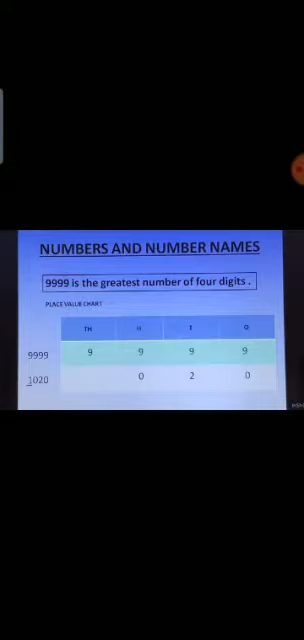 NUMBERS AND NUMBER NAMES
9999 is the greatest number of four digits .
PLACE VALUE CHART
TH H T O
9999 9 9 9 9
1020 0 2 0